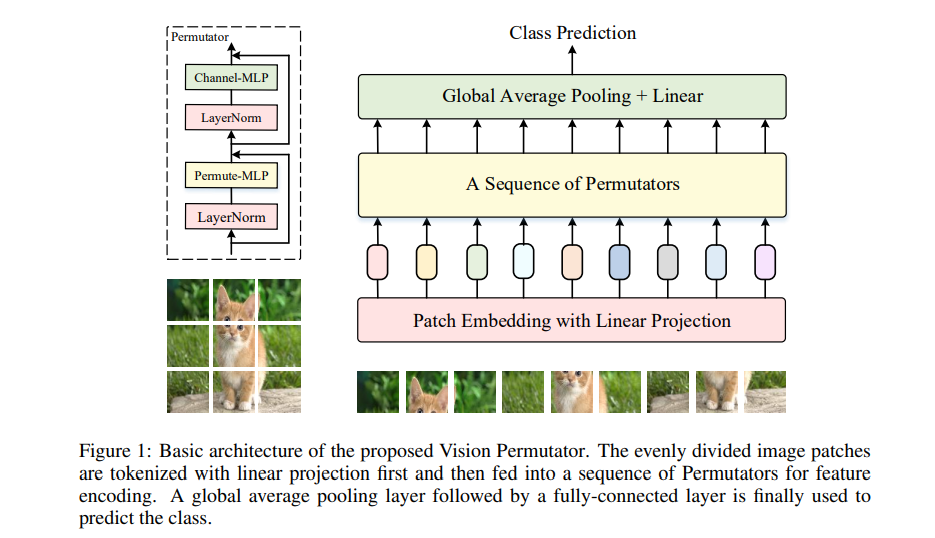 Permutator
Channel-MLP
LayerNorm
Permute-MLP
LayerNorm
Class Prediction
Global Average Pooling + Linear
A Sequence of Permutators
Patch Embedding with Linear Projection
Figure 1: Basic architecture of the proposed Vision Permutator. The evenly divided image patches
are tokenized with linear projection first and then fed into a sequence of Permutators for feature
encoding. A global average pooling layer followed by a fully-connected layer is finally used to
predict the class.